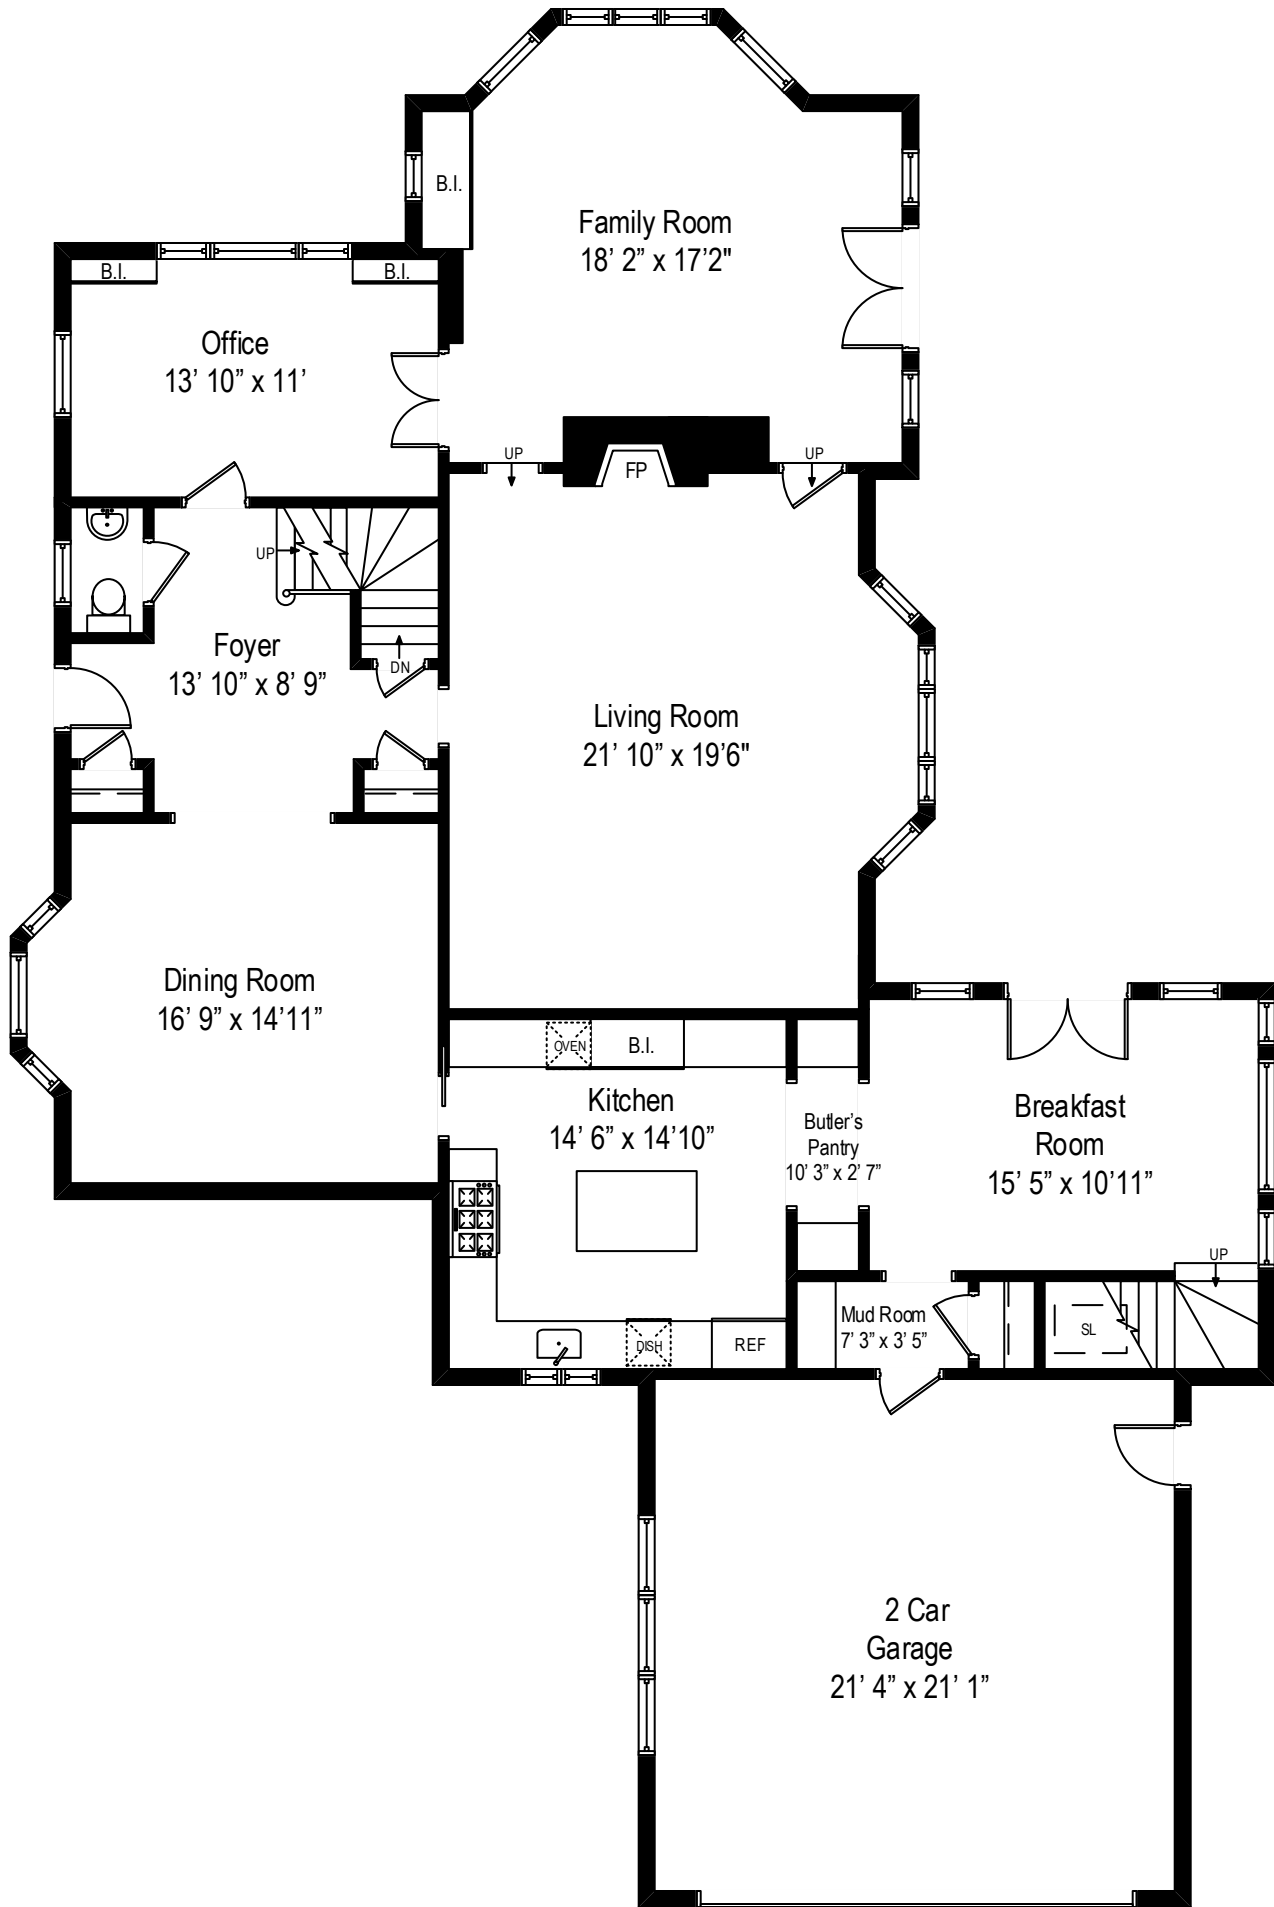 B.I.
Family Room
18' 2” x 17'2"
B.I.
B.I.
Office
13' 10” x 11'
UP
UP
FP
UP
Foyer
13' 10” x 8' 9”
DN
Living Room
21' 10” x 19'6"
Dining Room
16' 9” x 14'11”
OVEN
B.I.
Kitchen
14' 6” x 14'10”
Butler's
Pantry
10' 3” x 2' 7”
Breakfast
Room
15' 5” x 10'11”
UP
Mud Room
7' 3” x 3' 5”
SL
DISH
REF
2 Car
Garage
21' 4” x 21' 1”